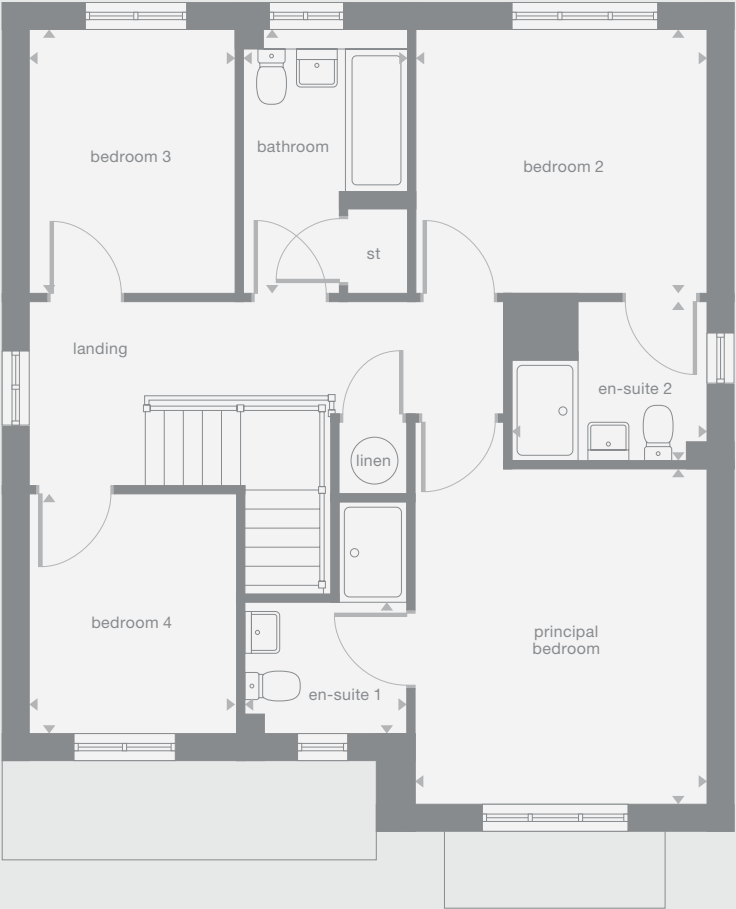 bedroom 3
bathroom
bedroom 2
st
landing
en-suite 2
linen
bedroom 4
principal
bedroom
en-suite 1